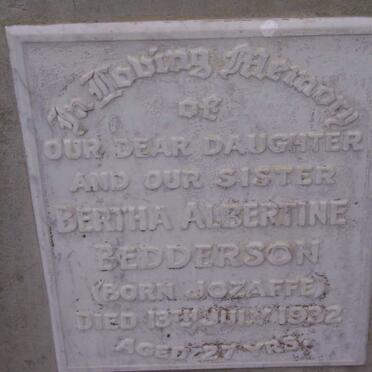 In Loving Memory
of
OUR DEAR DAUGHTER
AND OUR SISTER
BERTHA ALBERTINE
BEDDERSON
(BORN JOZAFFE)
DIED 13TH JULY 1932
AGED 27 YRS.